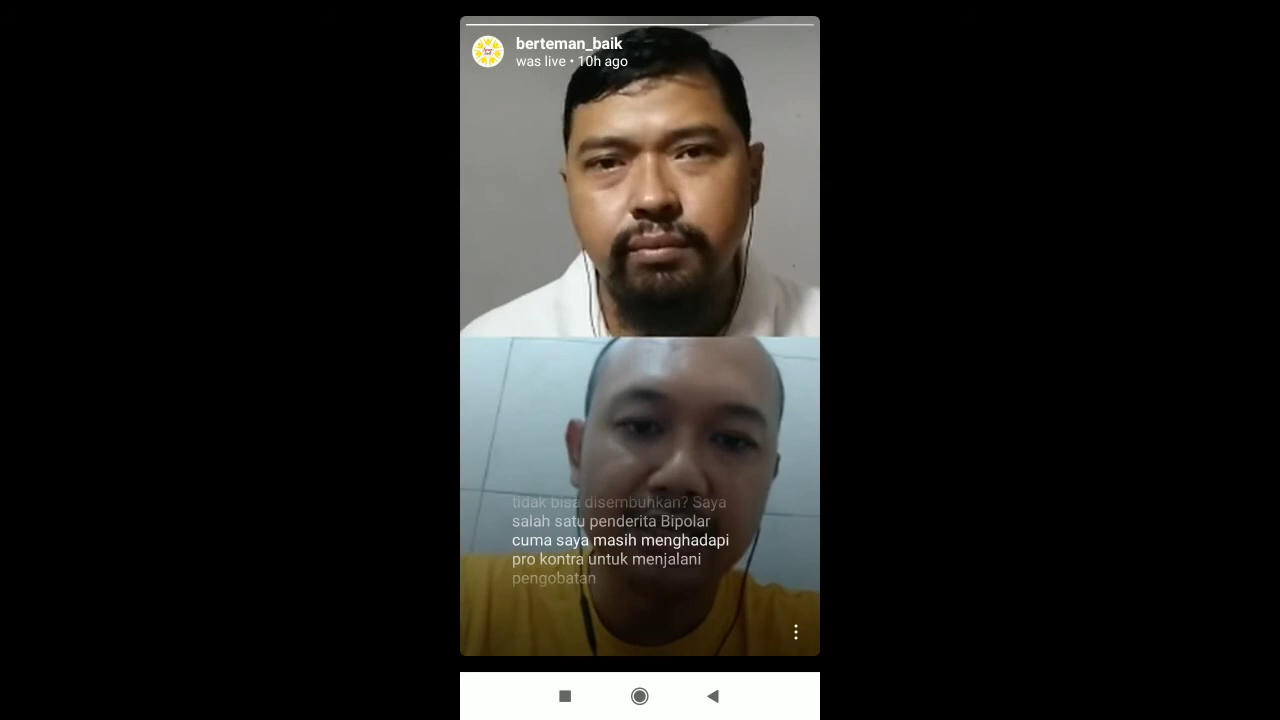 berteman_baik
was live • 10h ago
tidak bisa disembuhkan? Saya
salah satu penderita Bipolar
cuma saya masih menghadapi
pro kontra untuk menjalani
pengobatan